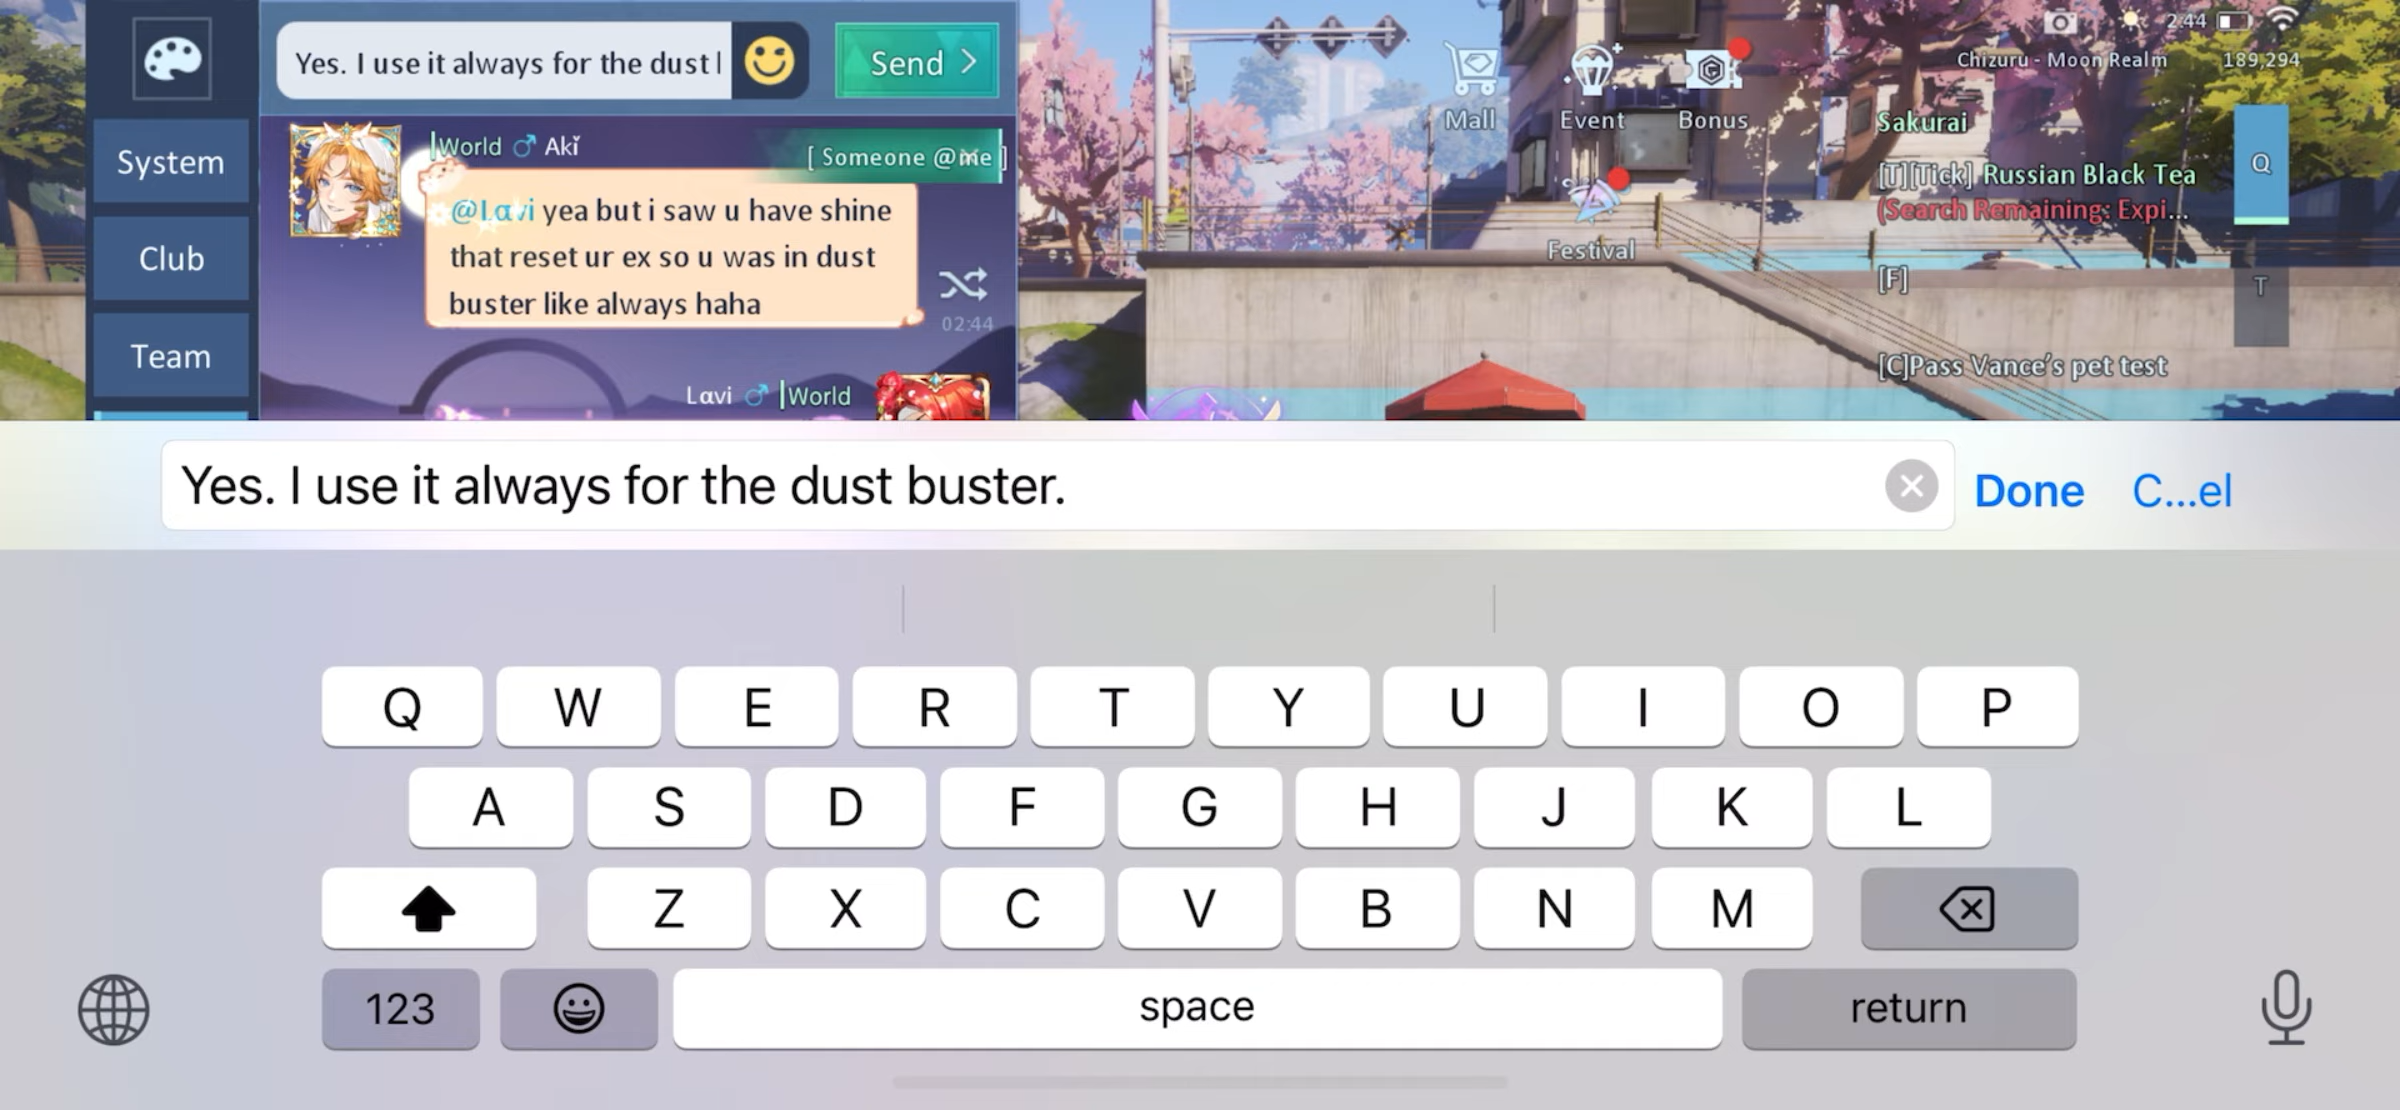 Yes. I use it always for the dust
Send
2:44
Chizuru - Moon Realm 189,294
Mall
Event
Bonus
Festival
System
Club
Team
World ♂ Akǐ
[ Someone @me ]
@Lαvi yea but i saw u have shine
that reset ur ex so u was in dust
buster like always haha
02:44
Lαvi ♂ World
Sakurai
[T][Tick] Russian Black Tea
(Search Remaining: Expi...
[F]
[C]Pass Vance's pet test
Q
T
Yes. I use it always for the dust buster.
Done C...el
Q W E R T Y U I O P
A S D F G H J K L
Z X C V B N M
123 space return